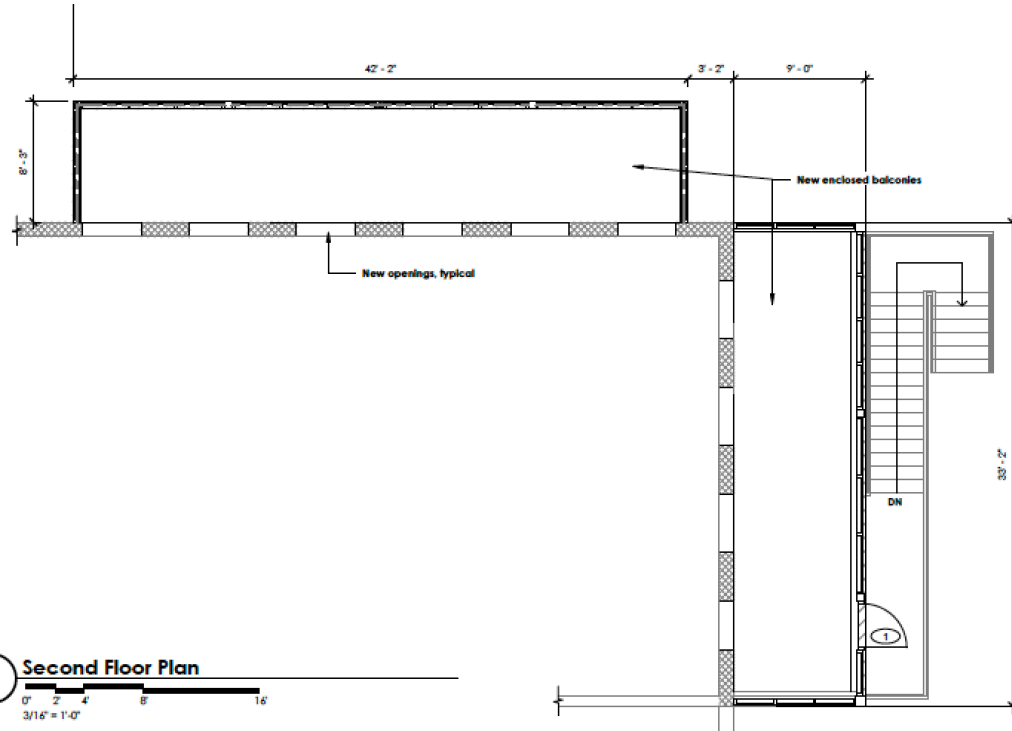 42' - 2"
3' - 2"
9' - 0"
8' - 3"
New enclosed balconies
New openings, typical
33' - 2"
DN
1
Second Floor Plan
0" 2' 4' 8' 16'
3/16" = 1'-0"